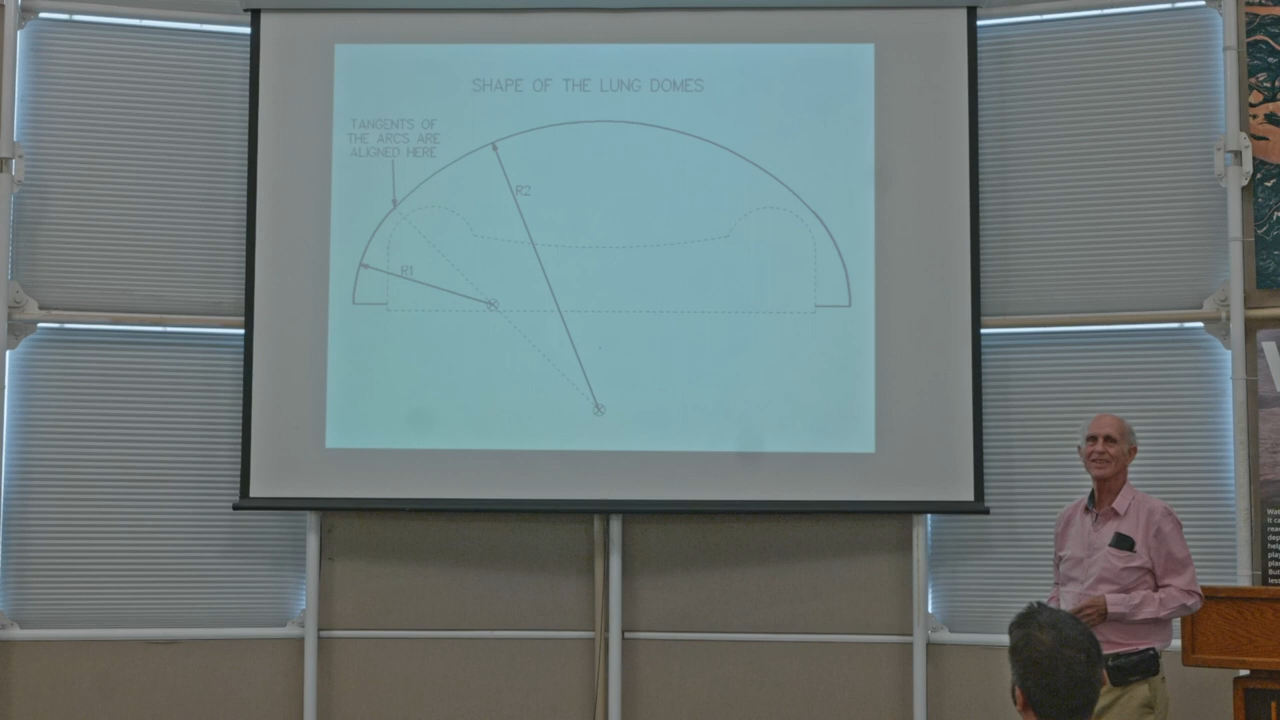 SHAPE OF THE LUNG DOMES
TANGENTS OF
THE ARCS ARE
ALIGNED HERE
R2
R1